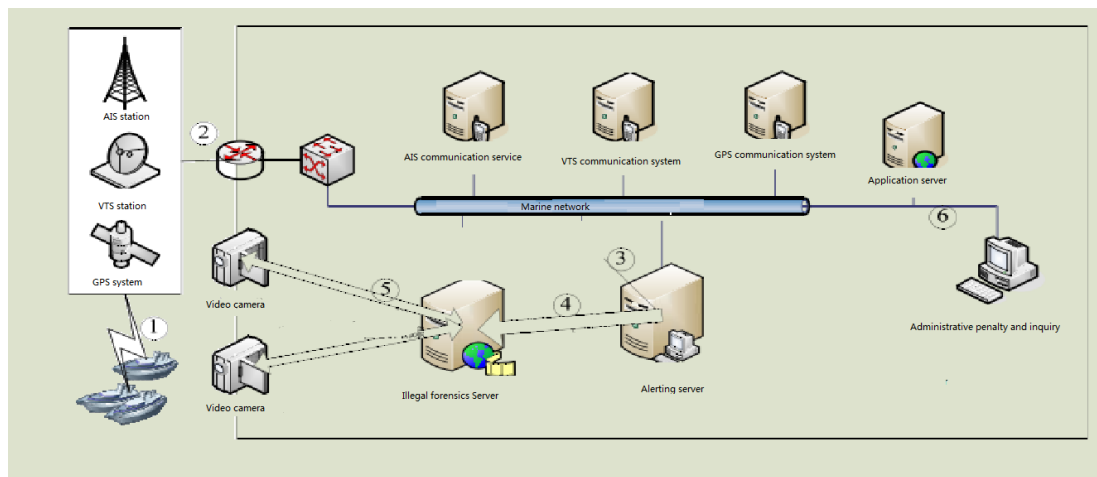 AIS station
VTS station
GPS system
1
2
AIS communication service
VTS communication system
GPS communication system
Application server
Marine network
6
3
Video camera
5
4
Administrative penalty and inquiry
Video camera
Illegal forensics Server
Alerting server